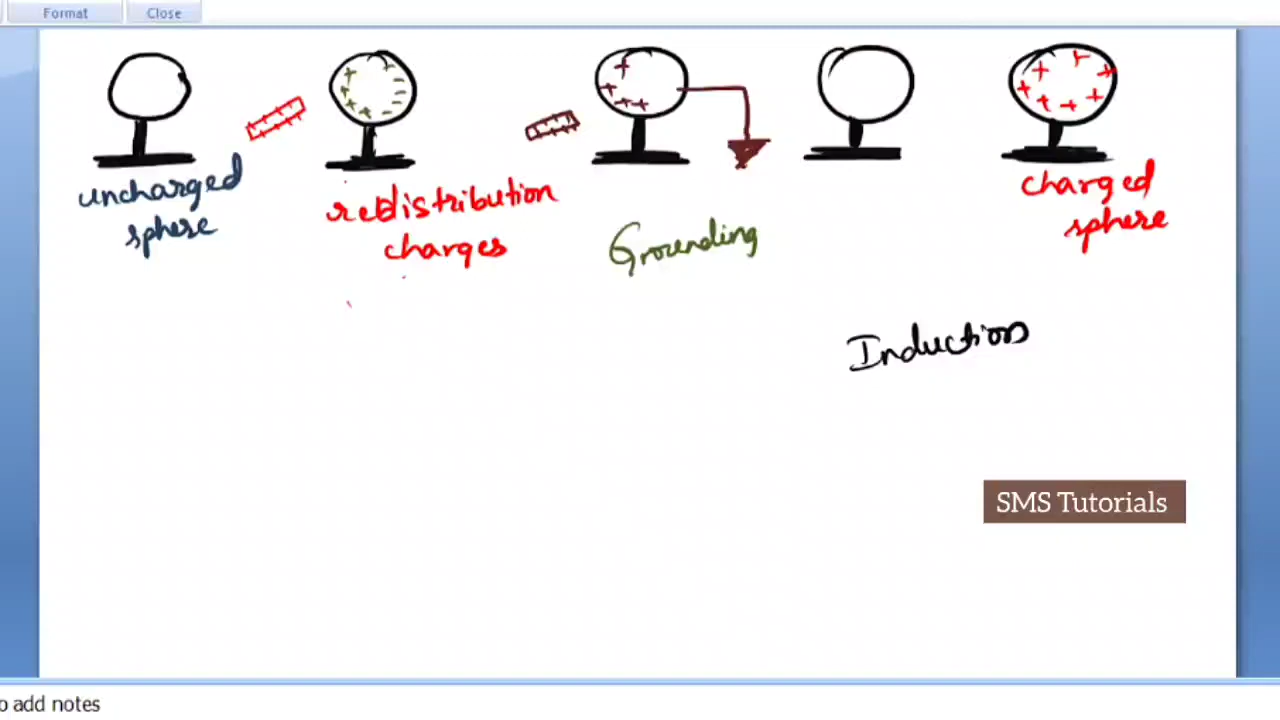 Format Close
uncharged
sphere
redistribution
charges
Grounding
charged
sphere
Induction
SMS Tutorials
o add notes